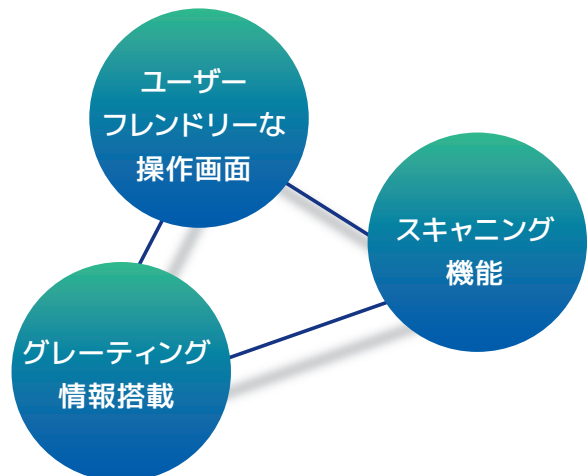 ユーザー
フレンドリーな
操作画面
スキャニング
機能
グレーティング
情報搭載